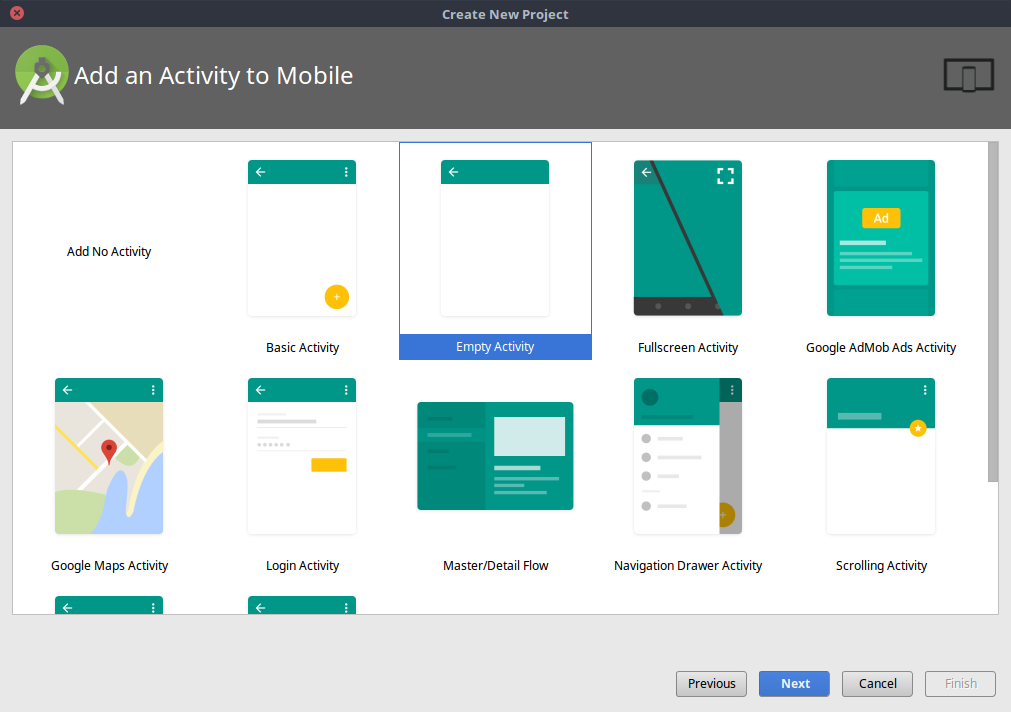 Create New Project
Add an Activity to Mobile
Add No Activity
Ad
Basic Activity
Empty Activity
Fullscreen Activity
Google AdMob Ads Activity
Google Maps Activity
Login Activity
Master/Detail Flow
Navigation Drawer Activity
Scrolling Activity
Previous
Next
Cancel
Finish